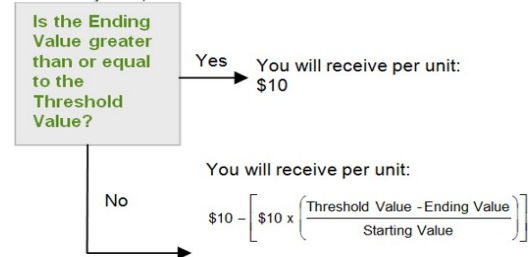 Is the Ending
Value greater
than or equal
to the
Threshold
Value?
Yes
You will receive per unit:
$10
No
You will receive per unit:
$10 – [$10 x (Threshold Value - Ending Value / Starting Value)]